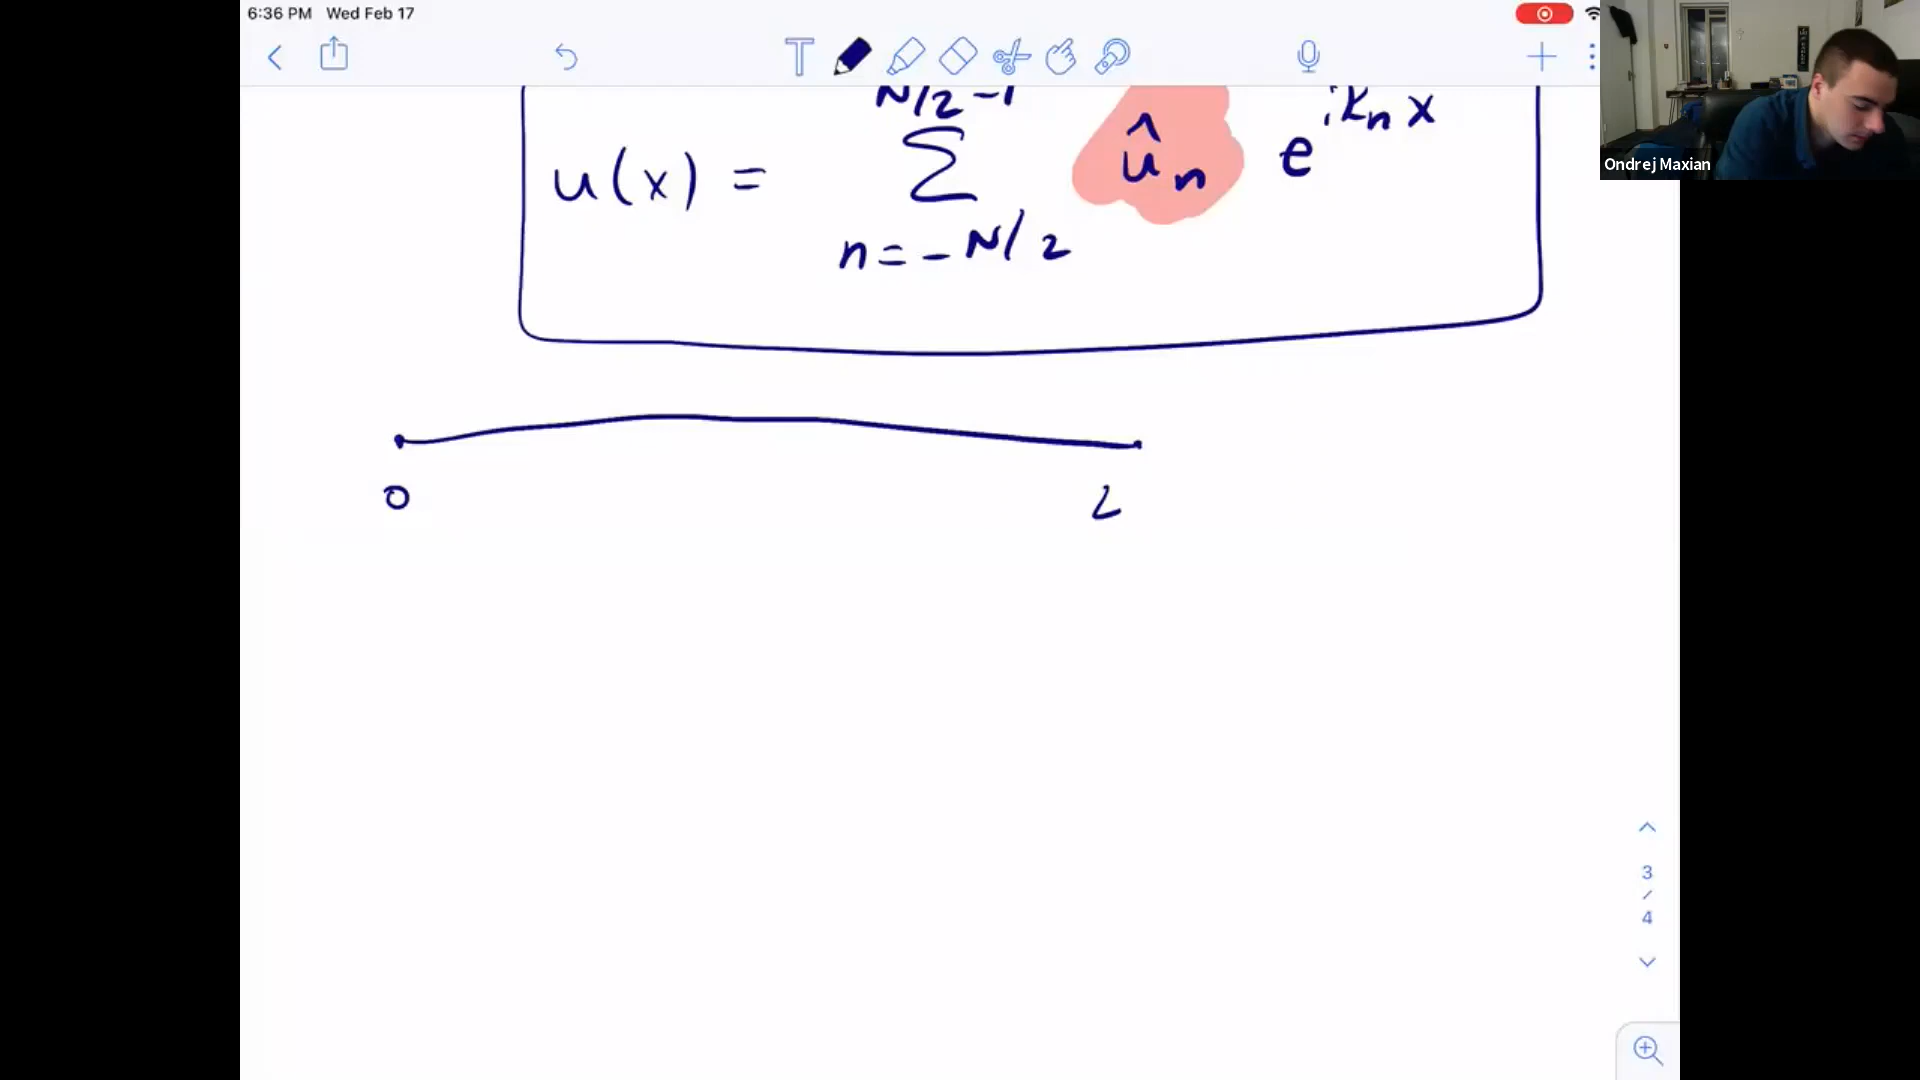 6:36 PM Wed Feb 17
Ondrej Maxian
N/2 -1
u(x) = Σ û_n e^{ik_n x}
n = -N/2
0 L
3
/
4